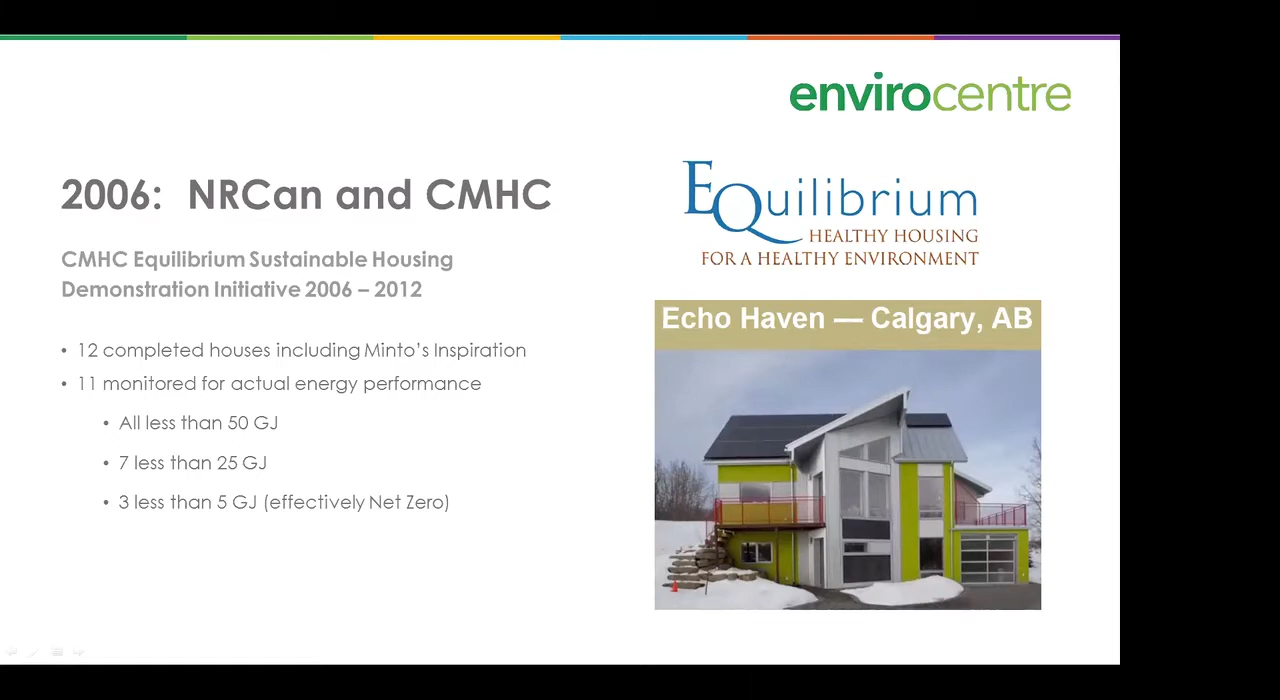 envirocentre
2006: NRCan and CMHC
CMHC Equilibrium Sustainable Housing
Demonstration Initiative 2006 – 2012
• 12 completed houses including Minto’s Inspiration
• 11 monitored for actual energy performance
• All less than 50 GJ
• 7 less than 25 GJ
• 3 less than 5 GJ (effectively Net Zero)
EQuilibrium
HEALTHY HOUSING
FOR A HEALTHY ENVIRONMENT
Echo Haven — Calgary, AB